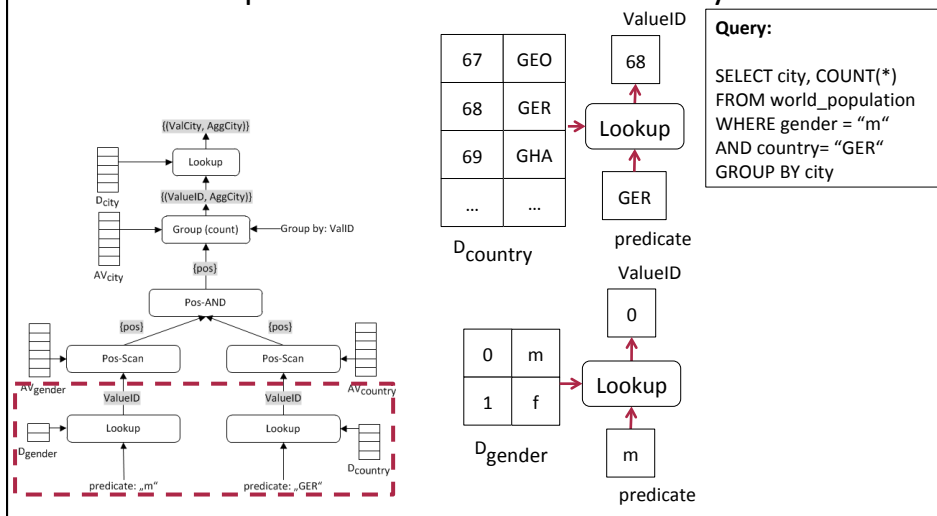 {(ValCity, AggCity)}
Lookup
Dcity
{(ValueID, AggCity)}
Group (count)
Group by: ValID
AVcity
{pos}
Pos-AND
{pos}
{pos}
Pos-Scan
Pos-Scan
AVgender
AVcountry
ValueID
ValueID
Lookup
Lookup
Dgender
Dcountry
predicate: „m“
predicate: „GER“
67 GEO
68 GER
69 GHA
... ...
Dcountry
ValueID
68
Lookup
GER
predicate
ValueID
0
0 m
1 f
Dgender
Lookup
m
predicate
Query:
SELECT city, COUNT(*)
FROM world_population
WHERE gender = “m“
AND country= “GER“
GROUP BY city